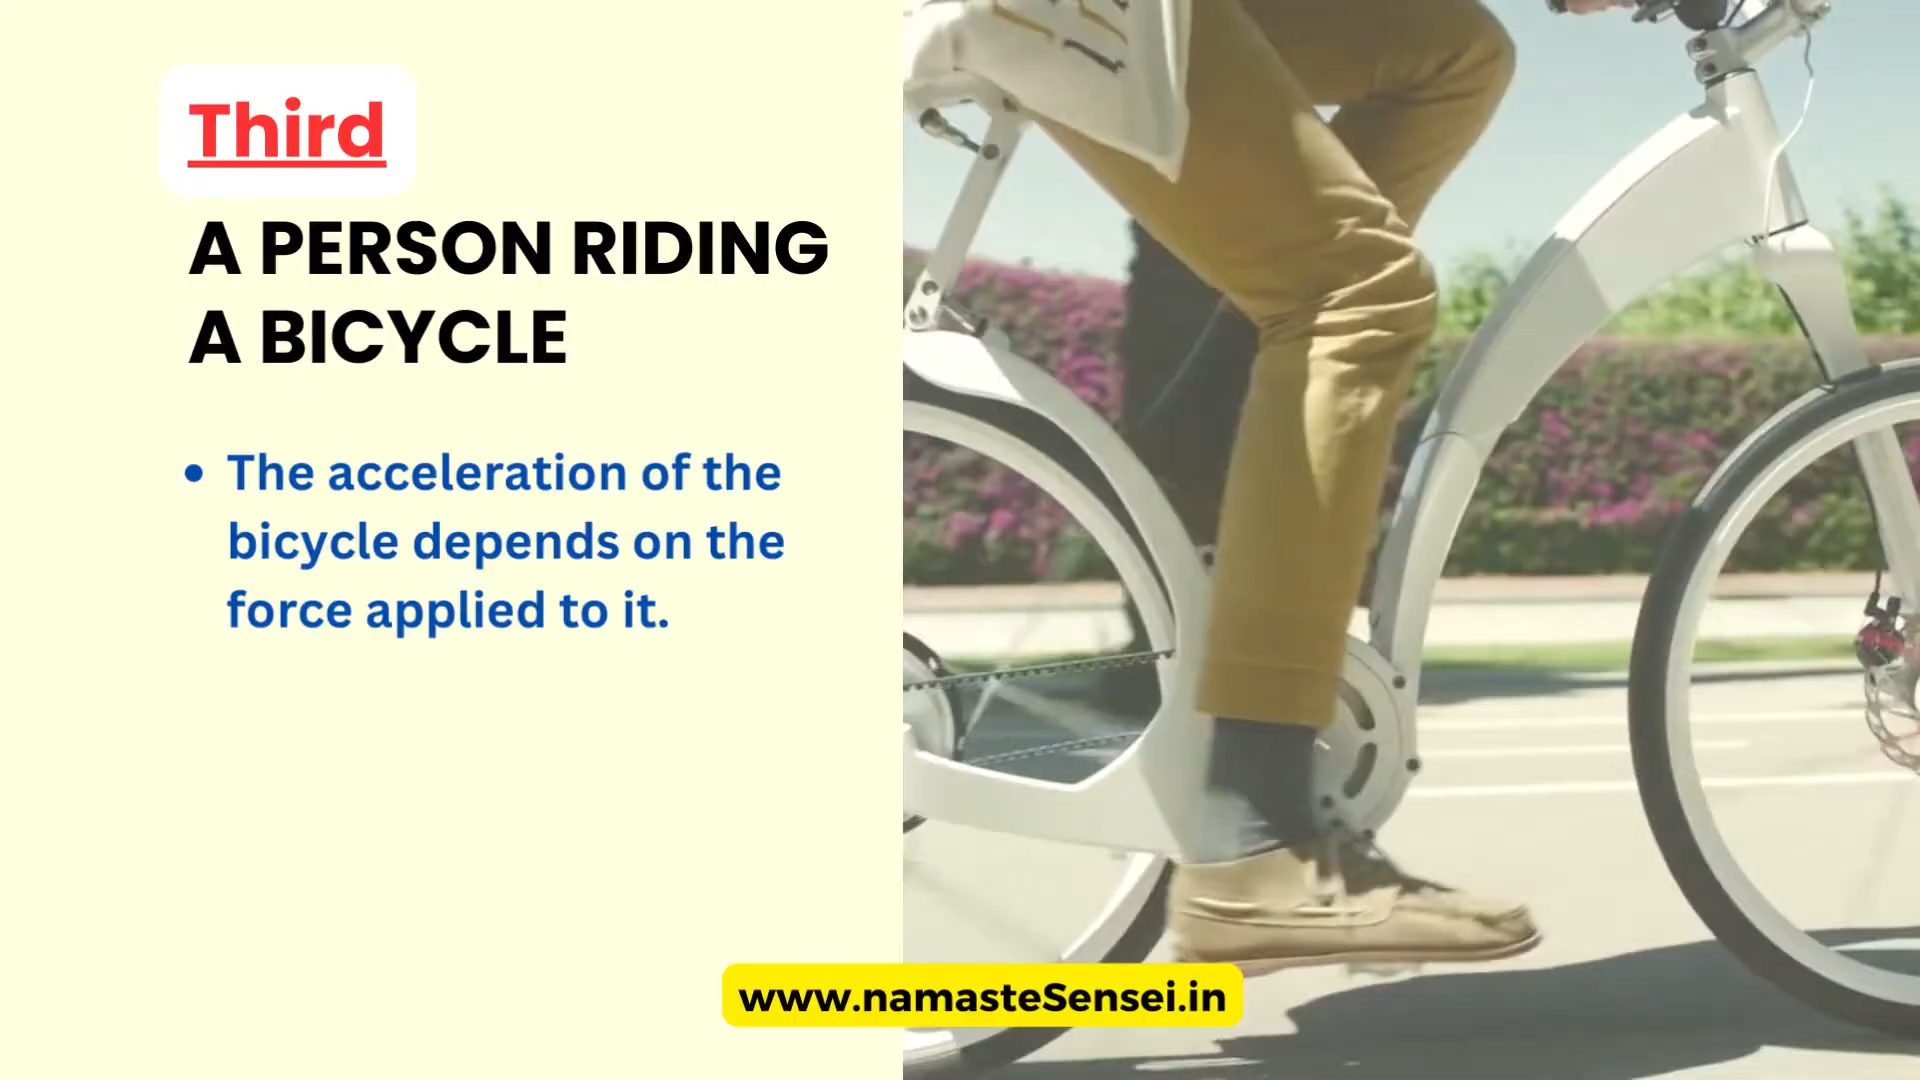 Third
A PERSON RIDING
A BICYCLE
• The acceleration of the
bicycle depends on the
force applied to it.
www.namasteSensei.in